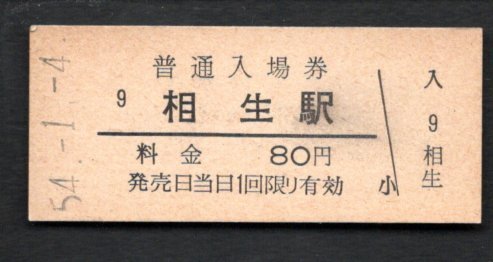 54.-1.-4.
普通入場券
9 相生駅
料金 80円
発売日当日1回限り有効
小
入
9
相生